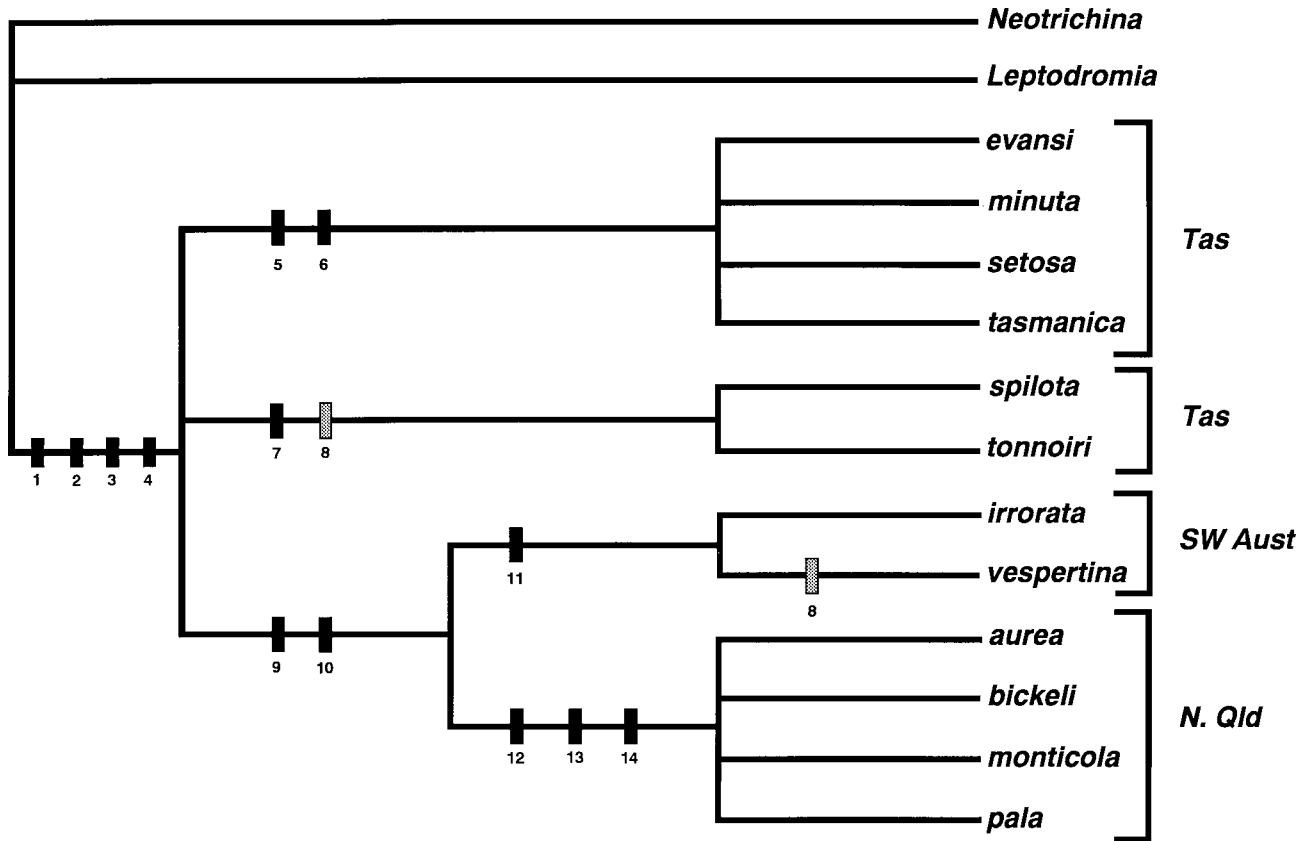 Neotrichina
Leptodromia
evansi
minuta
Tas
setosa
5 6
tasmanica
spilota
Tas
7 8
tonnoiri
1 2 3 4
irrorata
SW Aust
vespertina
11
8
aurea
9 10
bickeli
N. Qld
monticola
12 13 14
pala